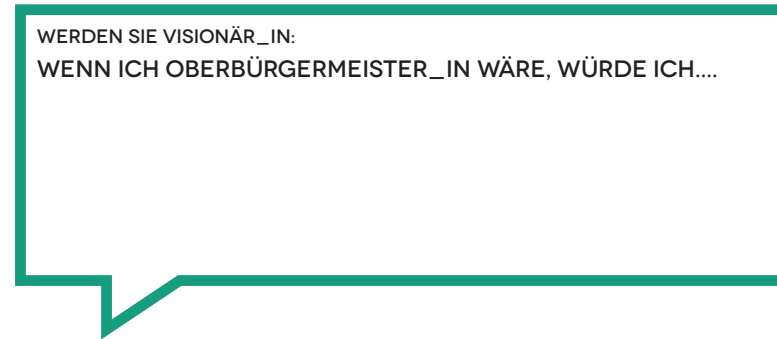 WERDEN SIE VISIONÄR_IN:
WENN ICH OBERBÜRGERMEISTER_IN WÄRE, WÜRDE ICH....